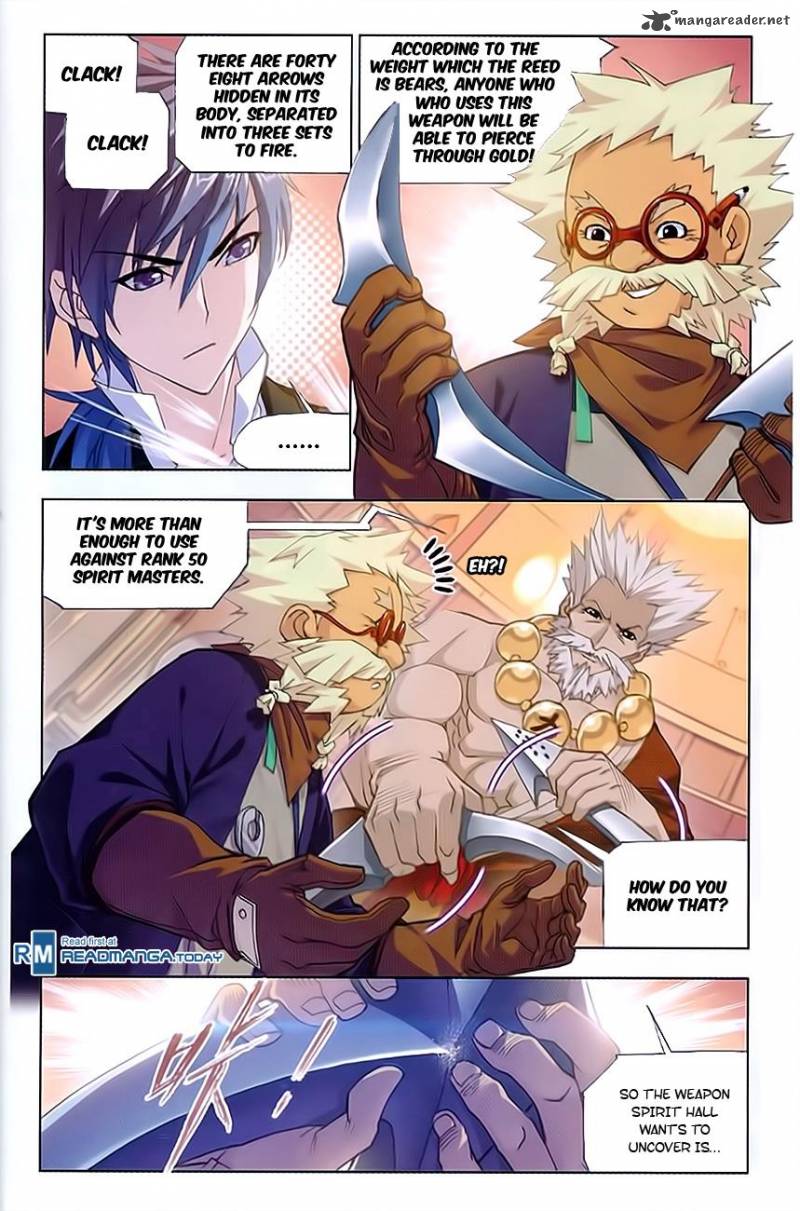 mangareader.net
CLACK!
CLACK!
THERE ARE FORTY
EIGHT ARROWS
HIDDEN IN ITS
BODY, SEPARATED
INTO THREE SETS
TO FIRE.
ACCORDING TO THE
WEIGHT WHICH THE REED
IS BEARS, ANYONE WHO
WHO USES THIS
WEAPON WILL BE
ABLE TO PIERCE
THROUGH GOLD!
......
IT'S MORE THAN
ENOUGH TO USE
AGAINST RANK 50
SPIRIT MASTERS.
EH?!
HOW DO YOU
KNOW THAT?
RM
Read first at
READMANGA.TODAY
咔!
SO THE WEAPON
SPIRIT HALL
WANTS TO
UNCOVER IS...